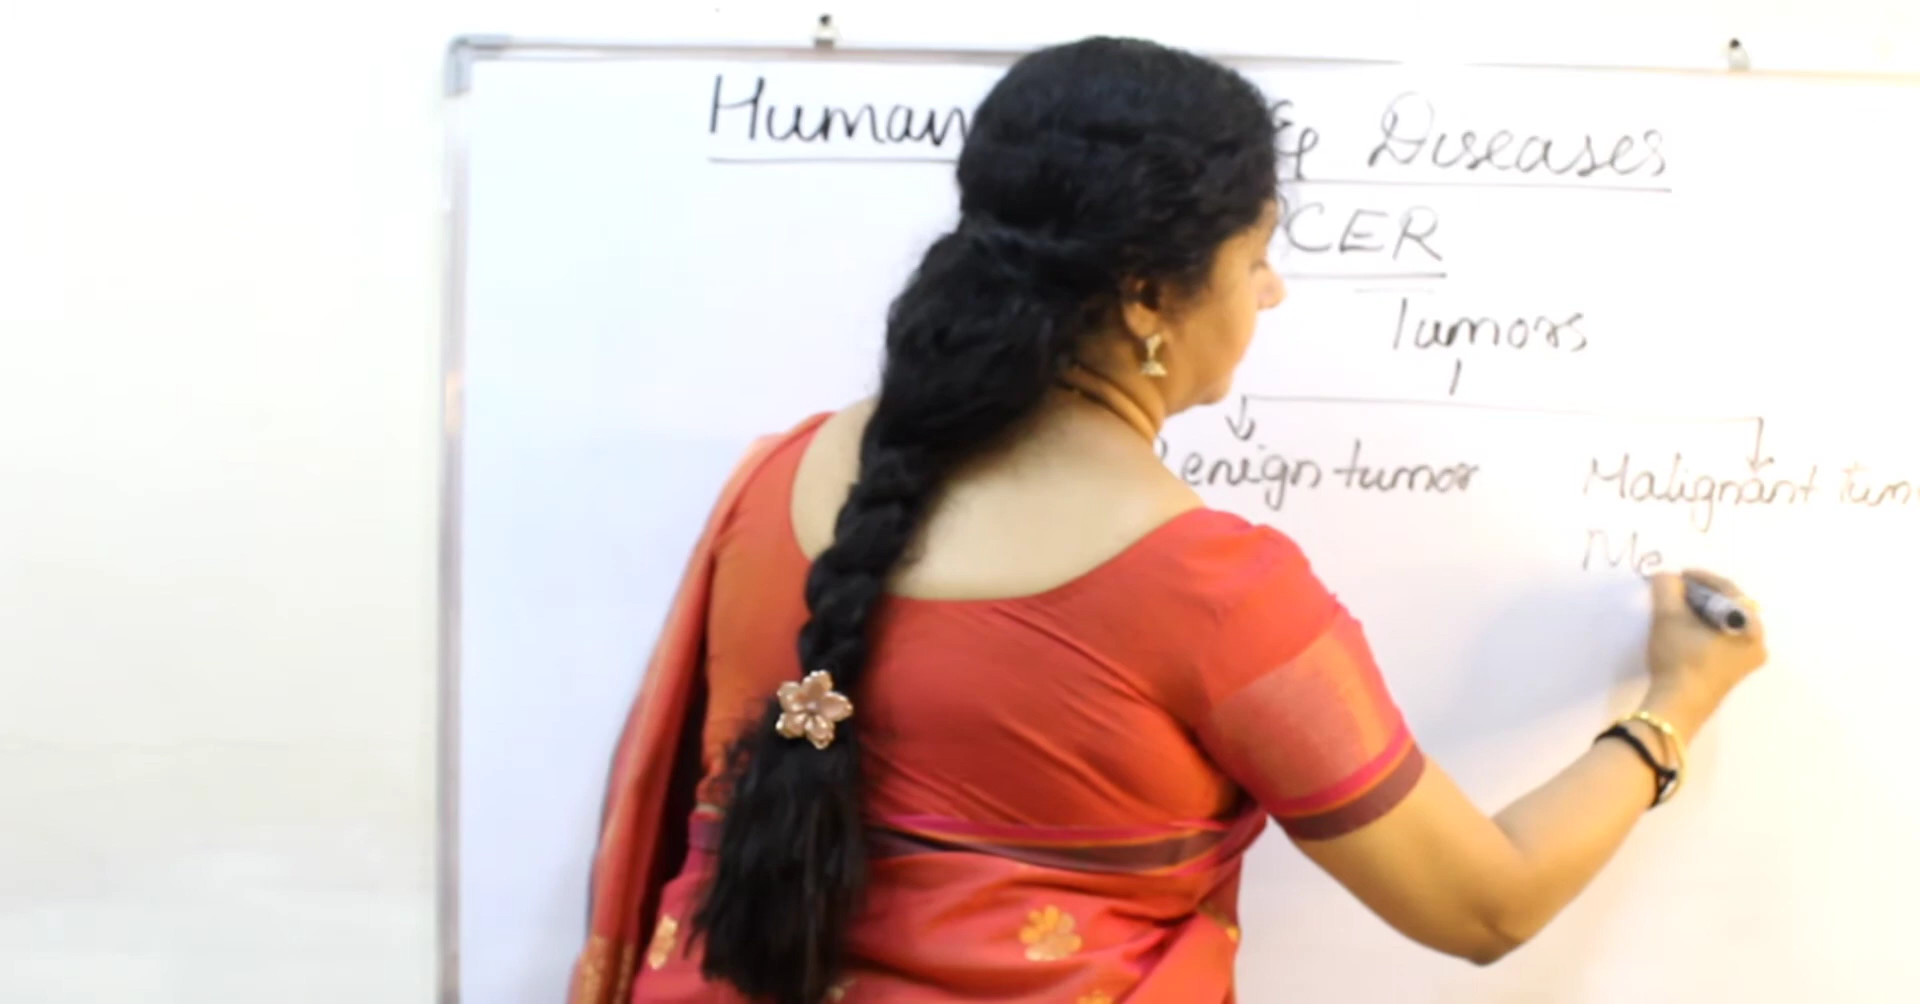 Human & Diseases
CER
Tumors
enign tumor Malignant Tum
Me